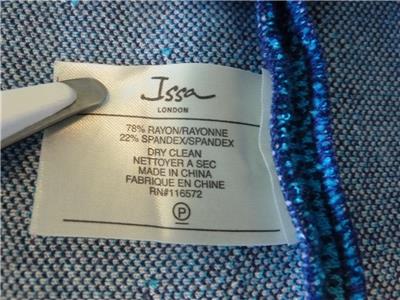 Issa
LONDON
78% RAYON/RAYONNE
22% SPANDEX/SPANDEX
DRY CLEAN
NETTOYER A SEC
MADE IN CHINA
FABRIQUE EN CHINE
RN#116572
P